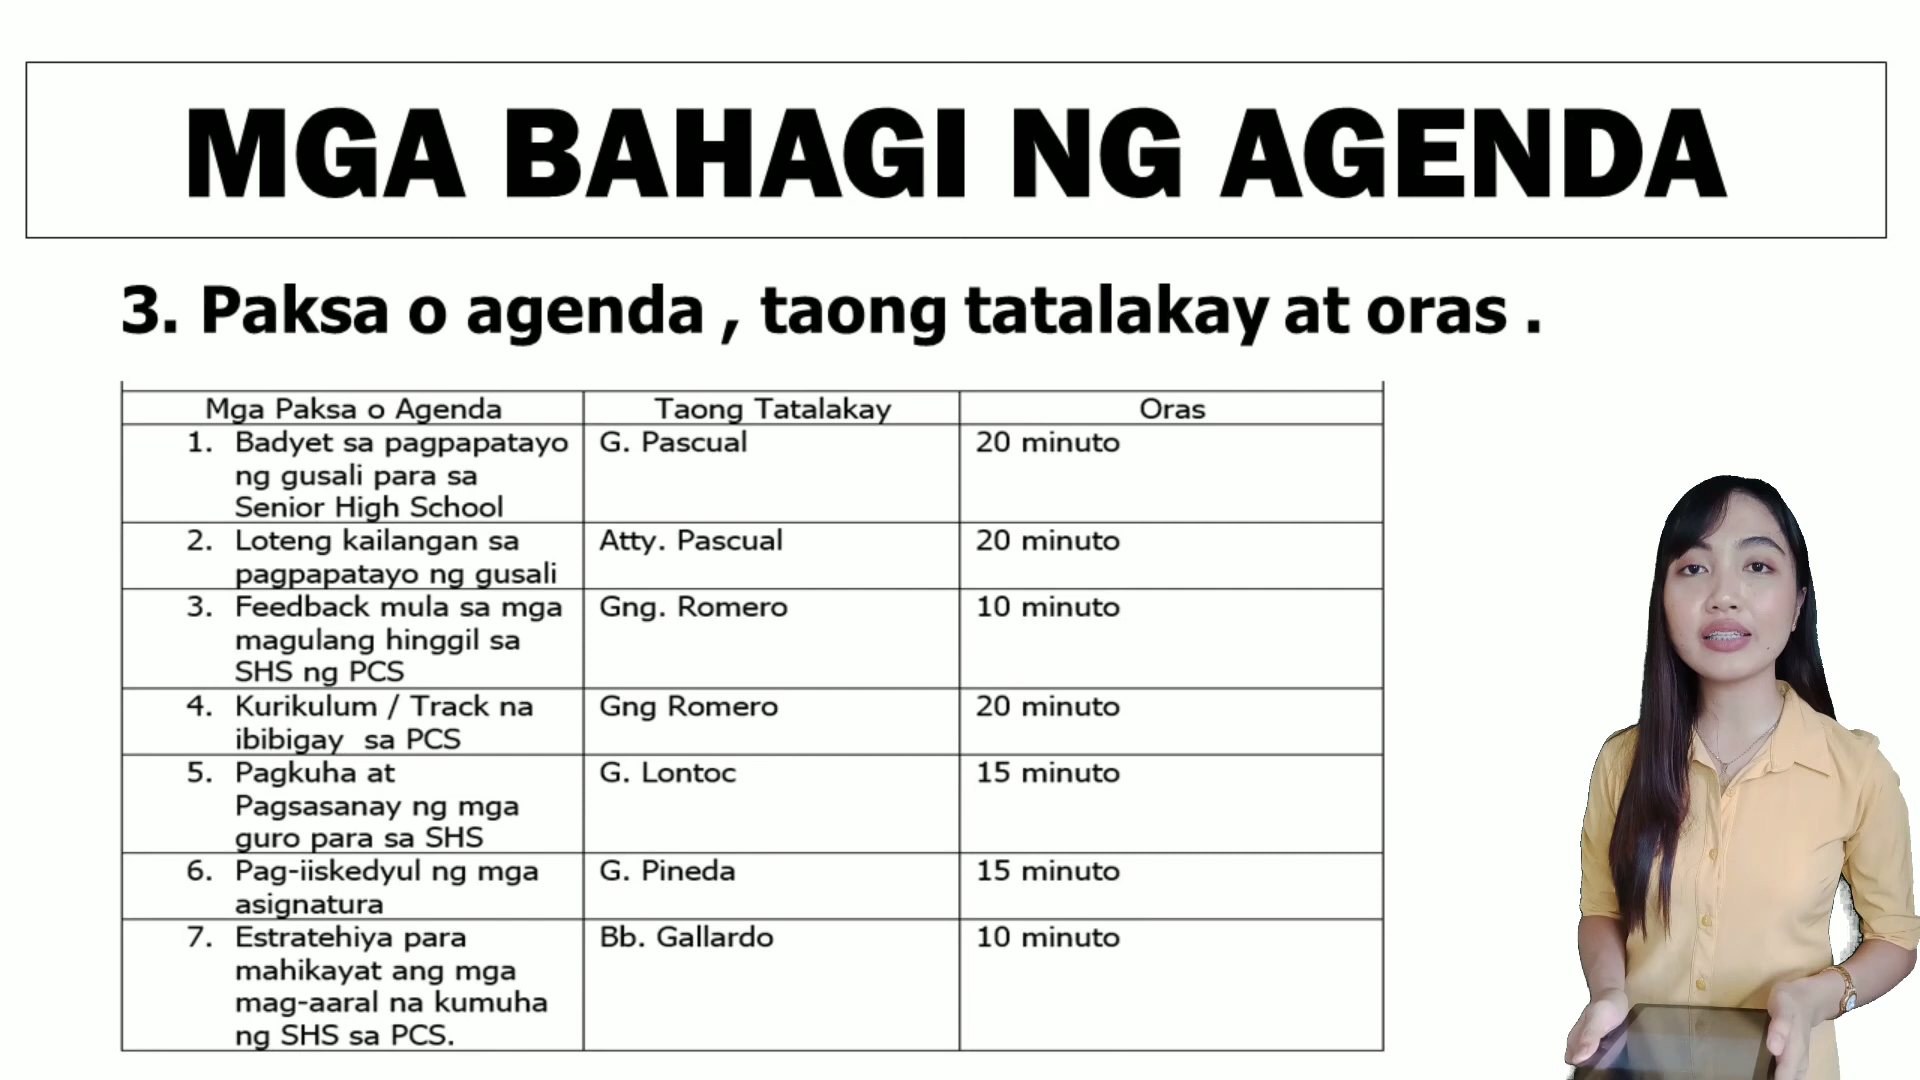 MGA BAHAGI NG AGENDA
3. Paksa o agenda , taong tatalakay at oras .
Mga Paksa o Agenda Taong Tatalakay Oras
1. Badyet sa pagpapatayo G. Pascual 20 minuto
ng gusali para sa
Senior High School
2. Loteng kailangan sa Atty. Pascual 20 minuto
pagpapatayo ng gusali
3. Feedback mula sa mga Gng. Romero 10 minuto
magulang hinggil sa
SHS ng PCS
4. Kurikulum / Track na Gng Romero 20 minuto
ibibigay sa PCS
5. Pagkuha at G. Lontoc 15 minuto
Pagsasanay ng mga
guro para sa SHS
6. Pag-iiskedyul ng mga G. Pineda 15 minuto
asignatura
7. Estratehiya para Bb. Gallardo 10 minuto
mahikayat ang mga
mag-aaral na kumuha
ng SHS sa PCS.